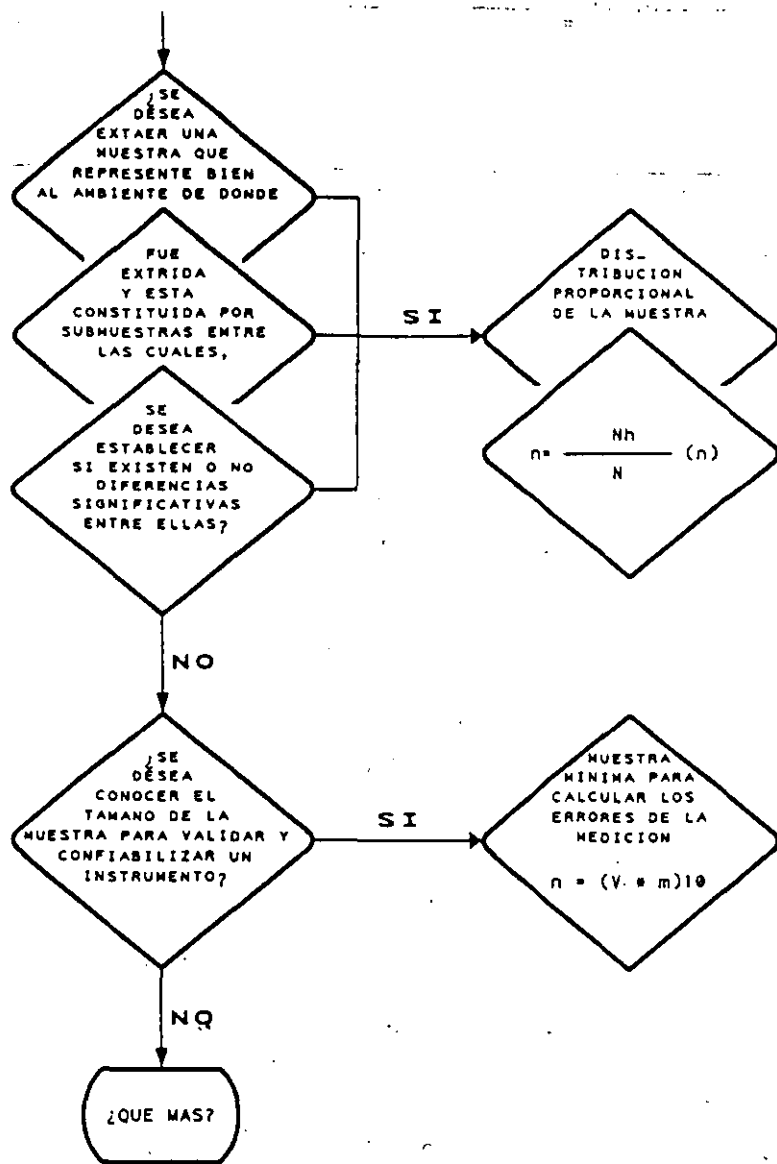 ¿SE
DESEA
EXTAER UNA
MUESTRA QUE
REPRESENTE BIEN
AL AMBIENTE DE DONDE
FUE
EXTRIDA
Y ESTA
CONSTITUIDA POR
SUBMUESTRAS ENTRE
LAS CUALES,
SE
DESEA
ESTABLECER
SI EXISTEN O NO
DIFERENCIAS
SIGNIFICATIVAS
ENTRE ELLAS?
SI
DIS-
TRIBUCION
PROPORCIONAL
DE LA MUESTRA
n= Nh / N (n)
NO
¿SE
DESEA
CONOCER EL
TAMANO DE LA
MUESTRA PARA VALIDAR Y
CONFIABILIZAR UN
INSTRUMENTO?
SI
MUESTRA
MINIMA PARA
CALCULAR LOS
ERRORES DE LA
MEDICION
n = (V * m)10
NO
¿QUE MAS?